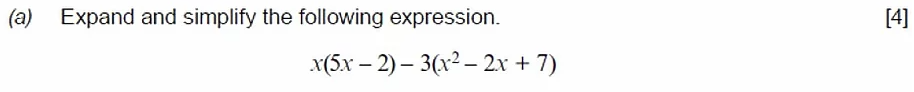 (a) Expand and simplify the following expression. [4]
x(5x – 2) – 3(x² – 2x + 7)